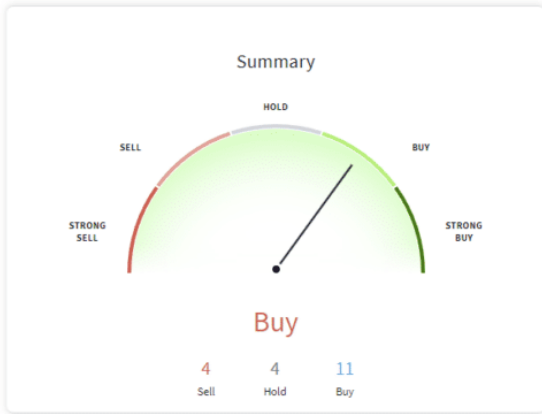 Summary
HOLD
SELL
BUY
STRONG
SELL
STRONG
BUY
Buy
4
4
11
Sell
Hold
Buy